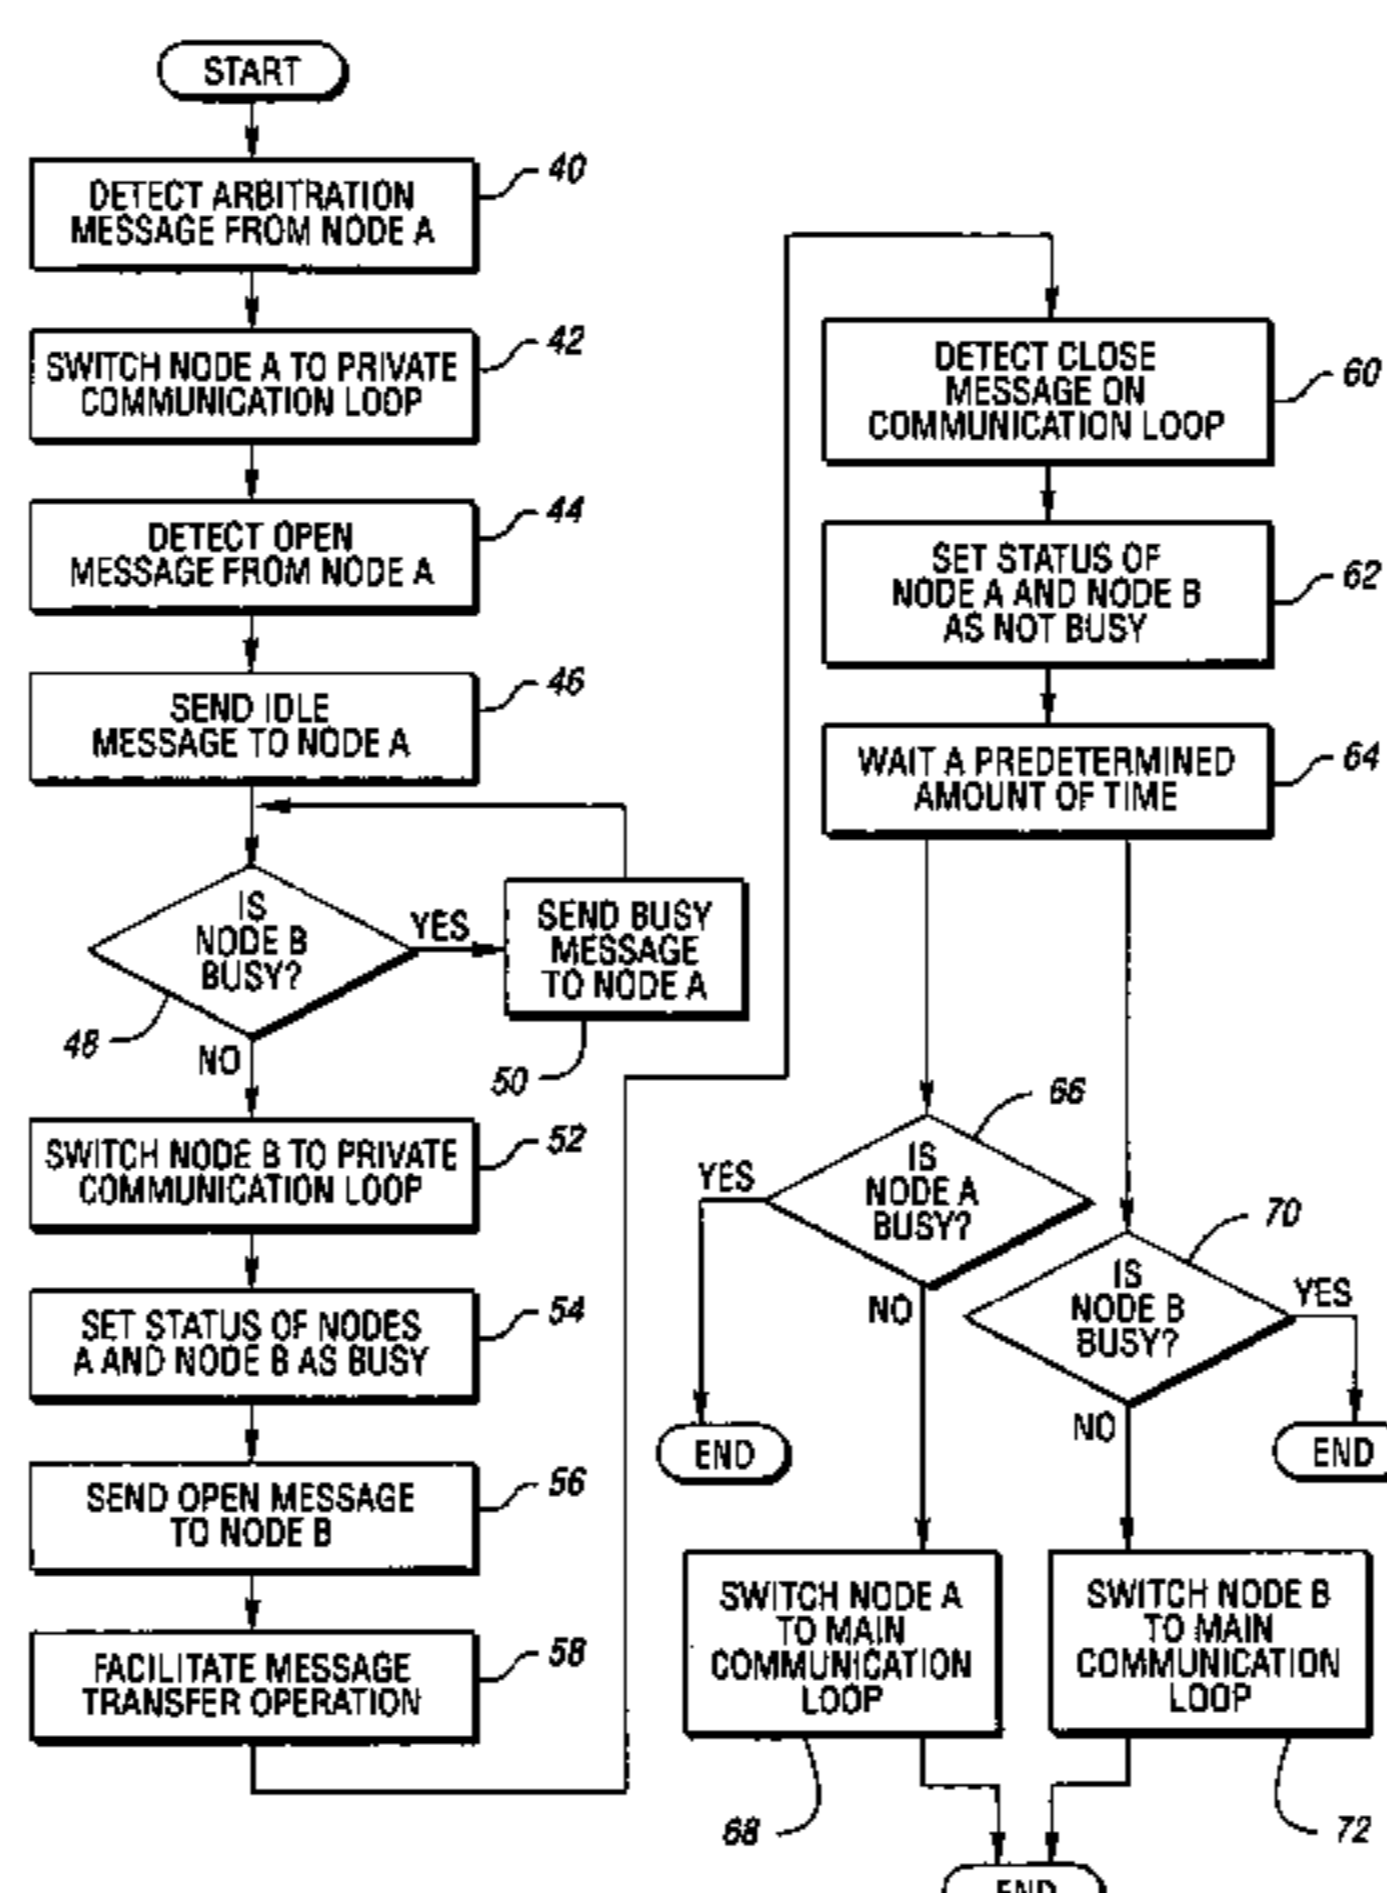 START
DETECT ARBITRATION
MESSAGE FROM NODE A
40
SWITCH NODE A TO PRIVATE
COMMUNICATION LOOP
42
DETECT OPEN
MESSAGE FROM NODE A
44
SEND IDLE
MESSAGE TO NODE A
46
IS
NODE B
BUSY?
48
YES
NO
SEND BUSY
MESSAGE
TO NODE A
50
SWITCH NODE B TO PRIVATE
COMMUNICATION LOOP
52
SET STATUS OF NODES
A AND NODE B AS BUSY
54
SEND OPEN MESSAGE
TO NODE B
56
FACILITATE MESSAGE
TRANSFER OPERATION
58
DETECT CLOSE
MESSAGE ON
COMMUNICATION LOOP
60
SET STATUS OF
NODE A AND NODE B
AS NOT BUSY
62
WAIT A PREDETERMINED
AMOUNT OF TIME
64
IS
NODE A
BUSY?
66
YES
NO
END
IS
NODE B
BUSY?
70
YES
NO
END
SWITCH NODE A
TO MAIN
COMMUNICATION
LOOP
68
SWITCH NODE B
TO MAIN
COMMUNICATION
LOOP
72
END